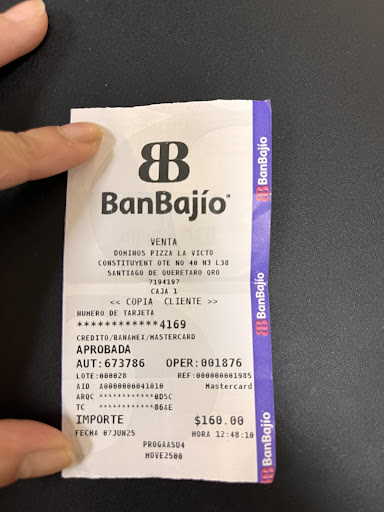 BB
BanBajío
VENTA
DOMINOS PIZZA LA VICTO
CONSTITUYENT OTE NO 40 N3 L38
SANTIAGO DE QUERETARO QRO
7194197
CAJA 1
<< COPIA CLIENTE >>
NUMERO DE TARJETA
************4169
CREDITO/BANAMEX/MASTERCARD
APROBADA
AUT:673786 OPER:001876
LOTE:000028 REF:000000001985
AID A0000000041010 Mastercard
ARQC ************0D5C
TC ************86AE
IMPORTE $160.00
FECHA 07JUN25 HORA 12:48:10
PROGAASU4
MOVE2500
BanBajío
BanBajío
BanBajío